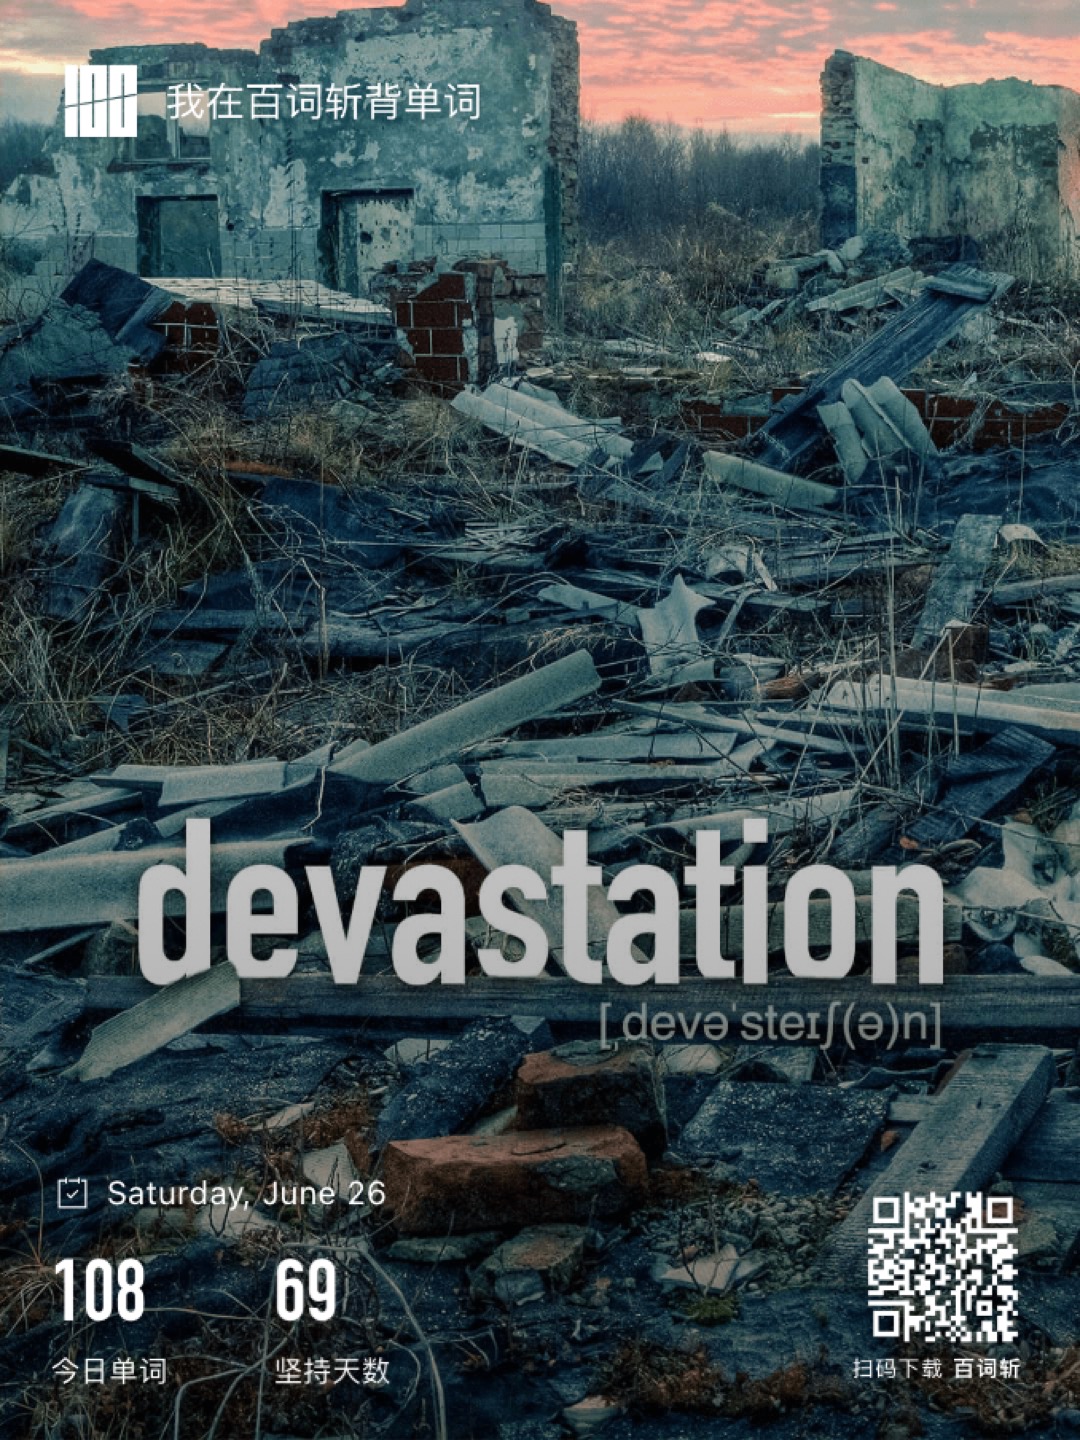 100
我在百词斩背单词
devastation
[ˌdevəˈsteɪʃ(ə)n]
Saturday, June 26
108
69
今日单词
坚持天数
扫码下载 百词斩